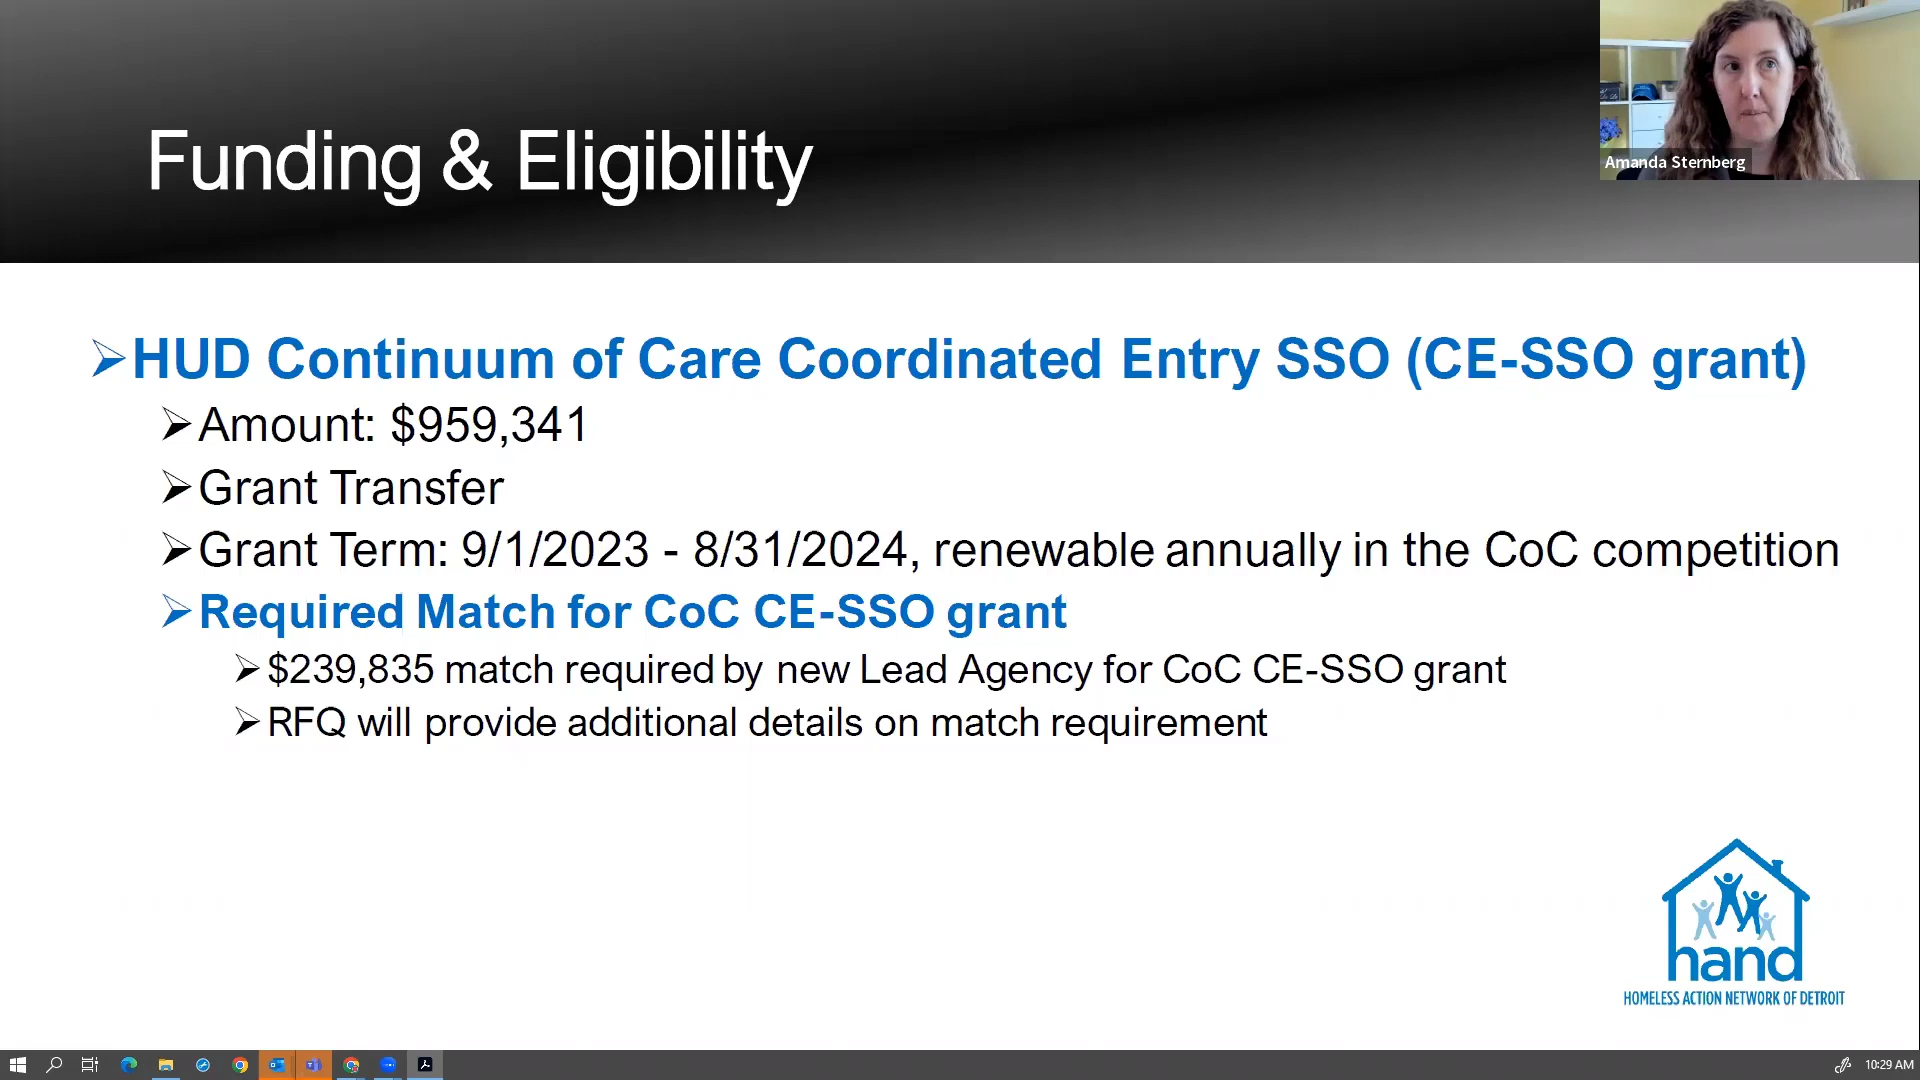 Funding & Eligibility
Amanda Sternberg
➢HUD Continuum of Care Coordinated Entry SSO (CE-SSO grant)
➢Amount: $959,341
➢Grant Transfer
➢Grant Term: 9/1/2023 - 8/31/2024, renewable annually in the CoC competition
➢Required Match for CoC CE-SSO grant
➢$239,835 match required by new Lead Agency for CoC CE-SSO grant
➢RFQ will provide additional details on match requirement
hand
HOMELESS ACTION NETWORK OF DETROIT
10:29 AM